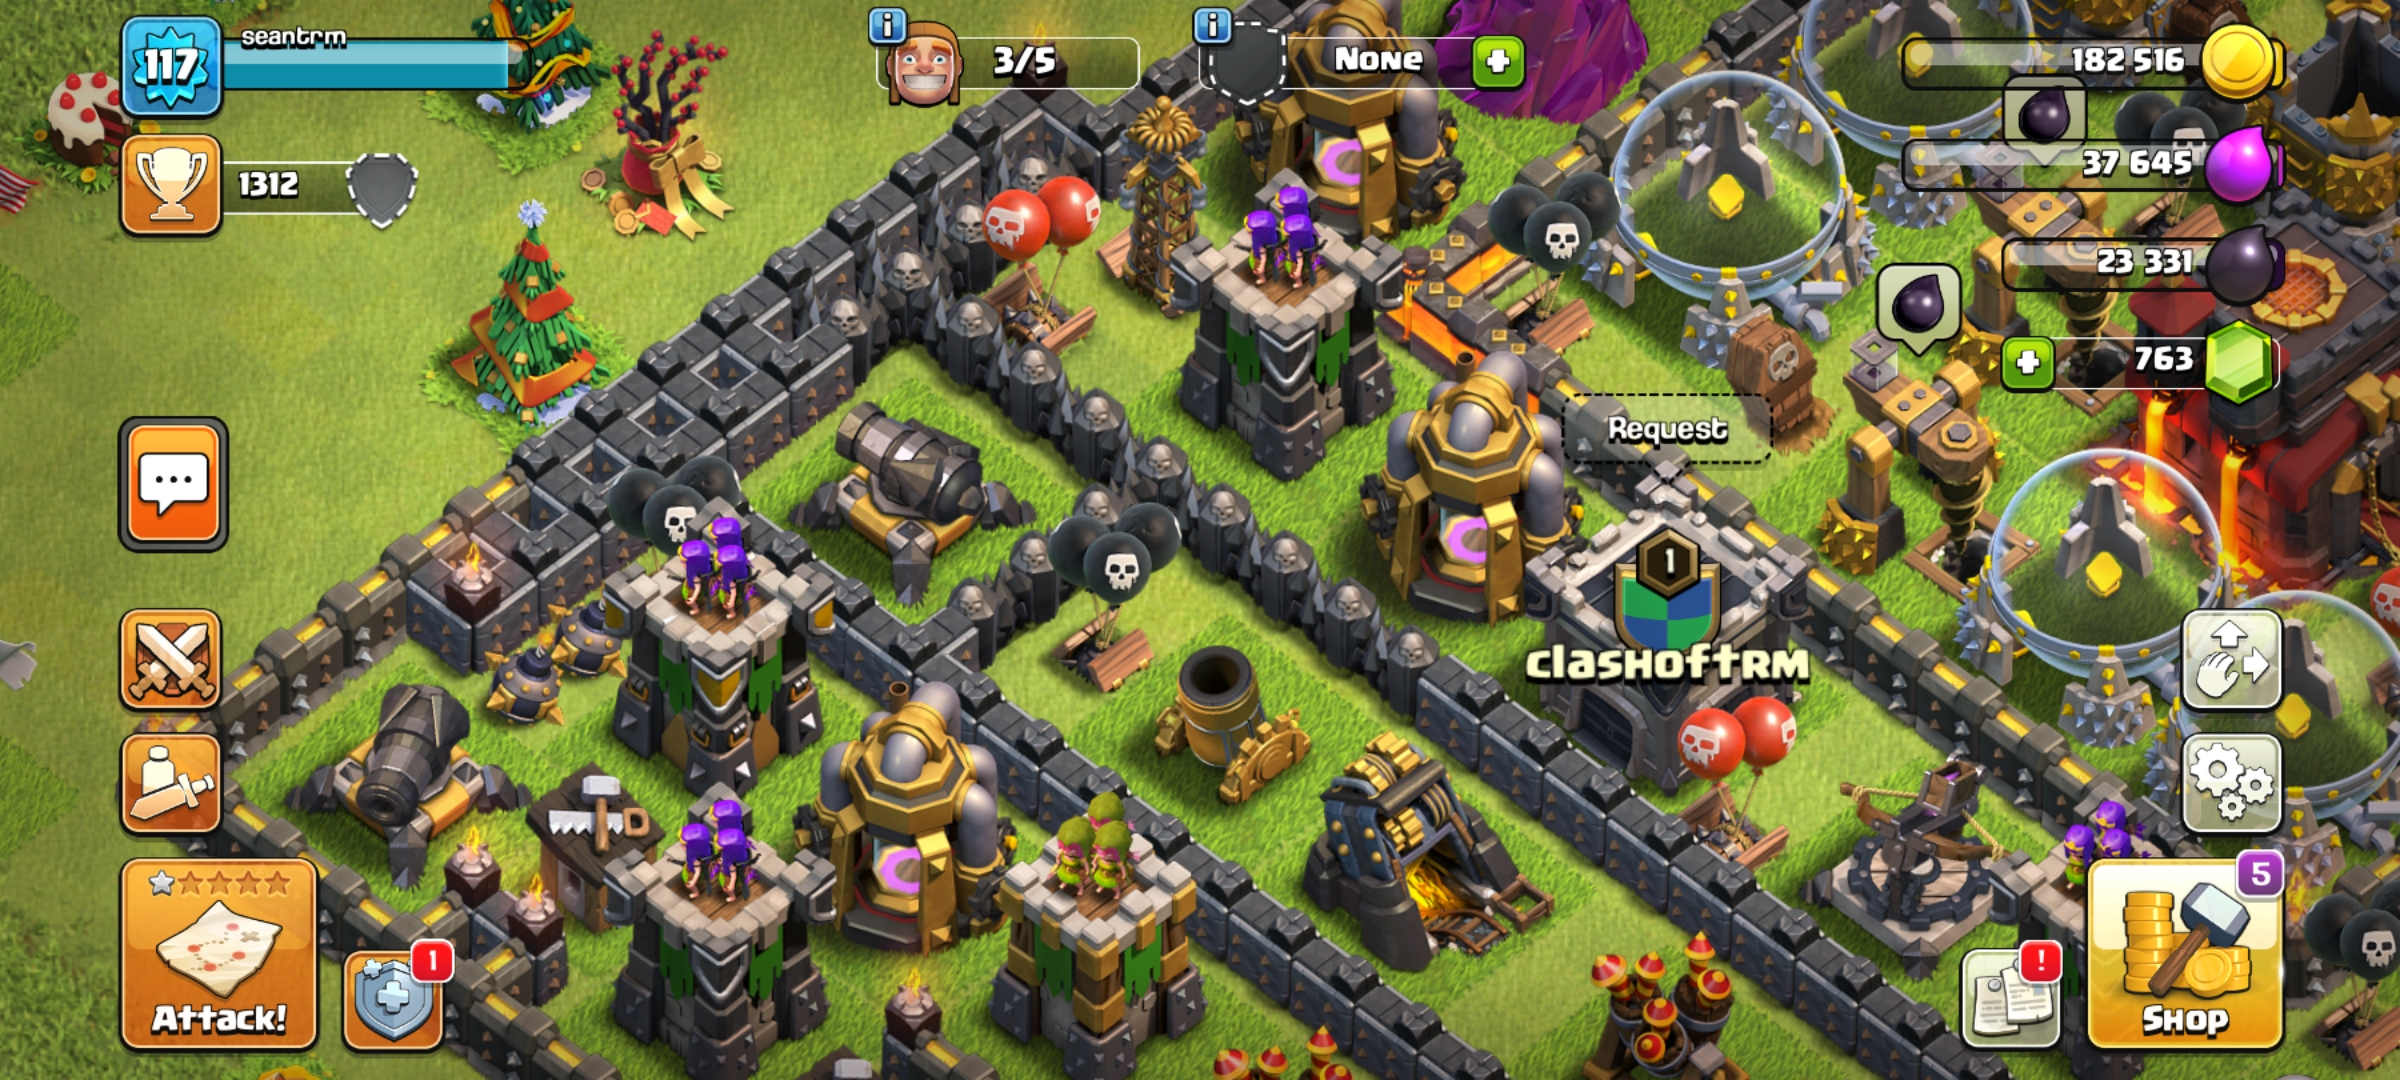 117
seantrm
3/5
None
182 516
1312
37 645
23 331
763
Request
1
clashoftrm
5
1
!
Attack!
Shop